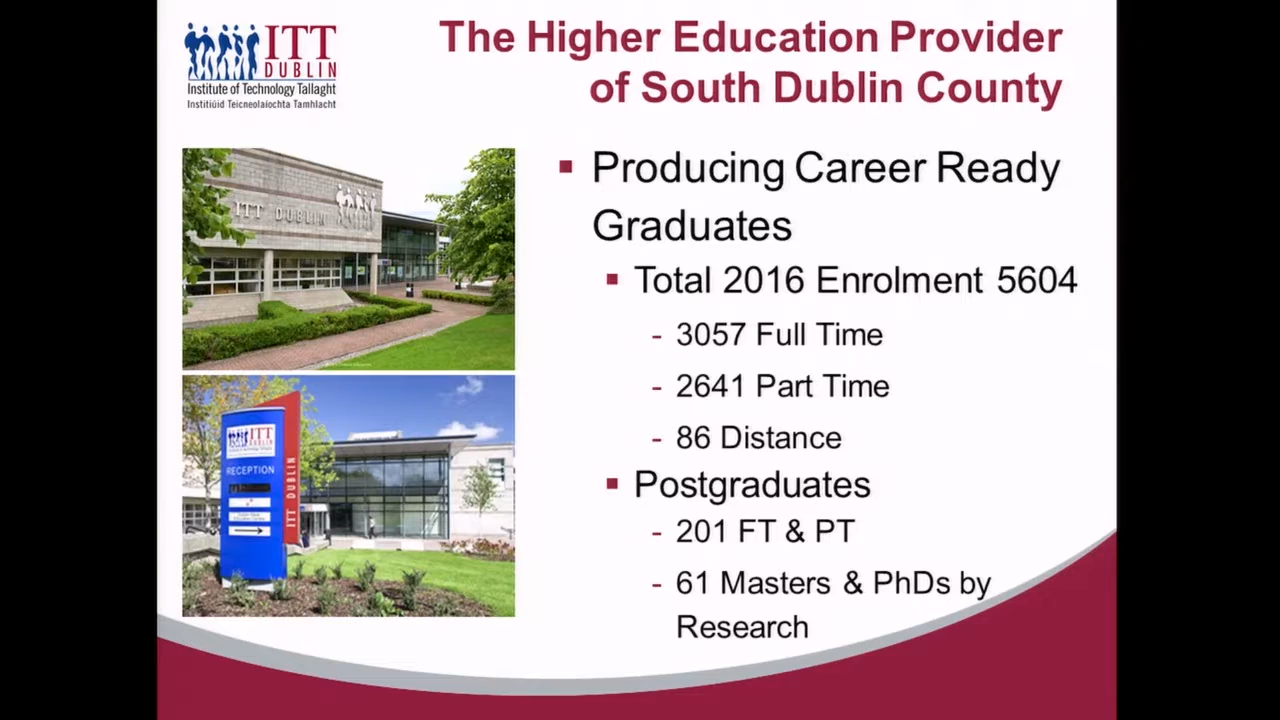 ITT
DUBLIN
Institute of Technology Tallaght
Institiúid Teicneolaíochta Tamhlacht
The Higher Education Provider
of South Dublin County
ITT DUBLIN
ITT
DUBLIN
RECEPTION
ITT DUBLIN
▪ Producing Career Ready
Graduates
▪ Total 2016 Enrolment 5604
- 3057 Full Time
- 2641 Part Time
- 86 Distance
▪ Postgraduates
- 201 FT & PT
- 61 Masters & PhDs by
Research